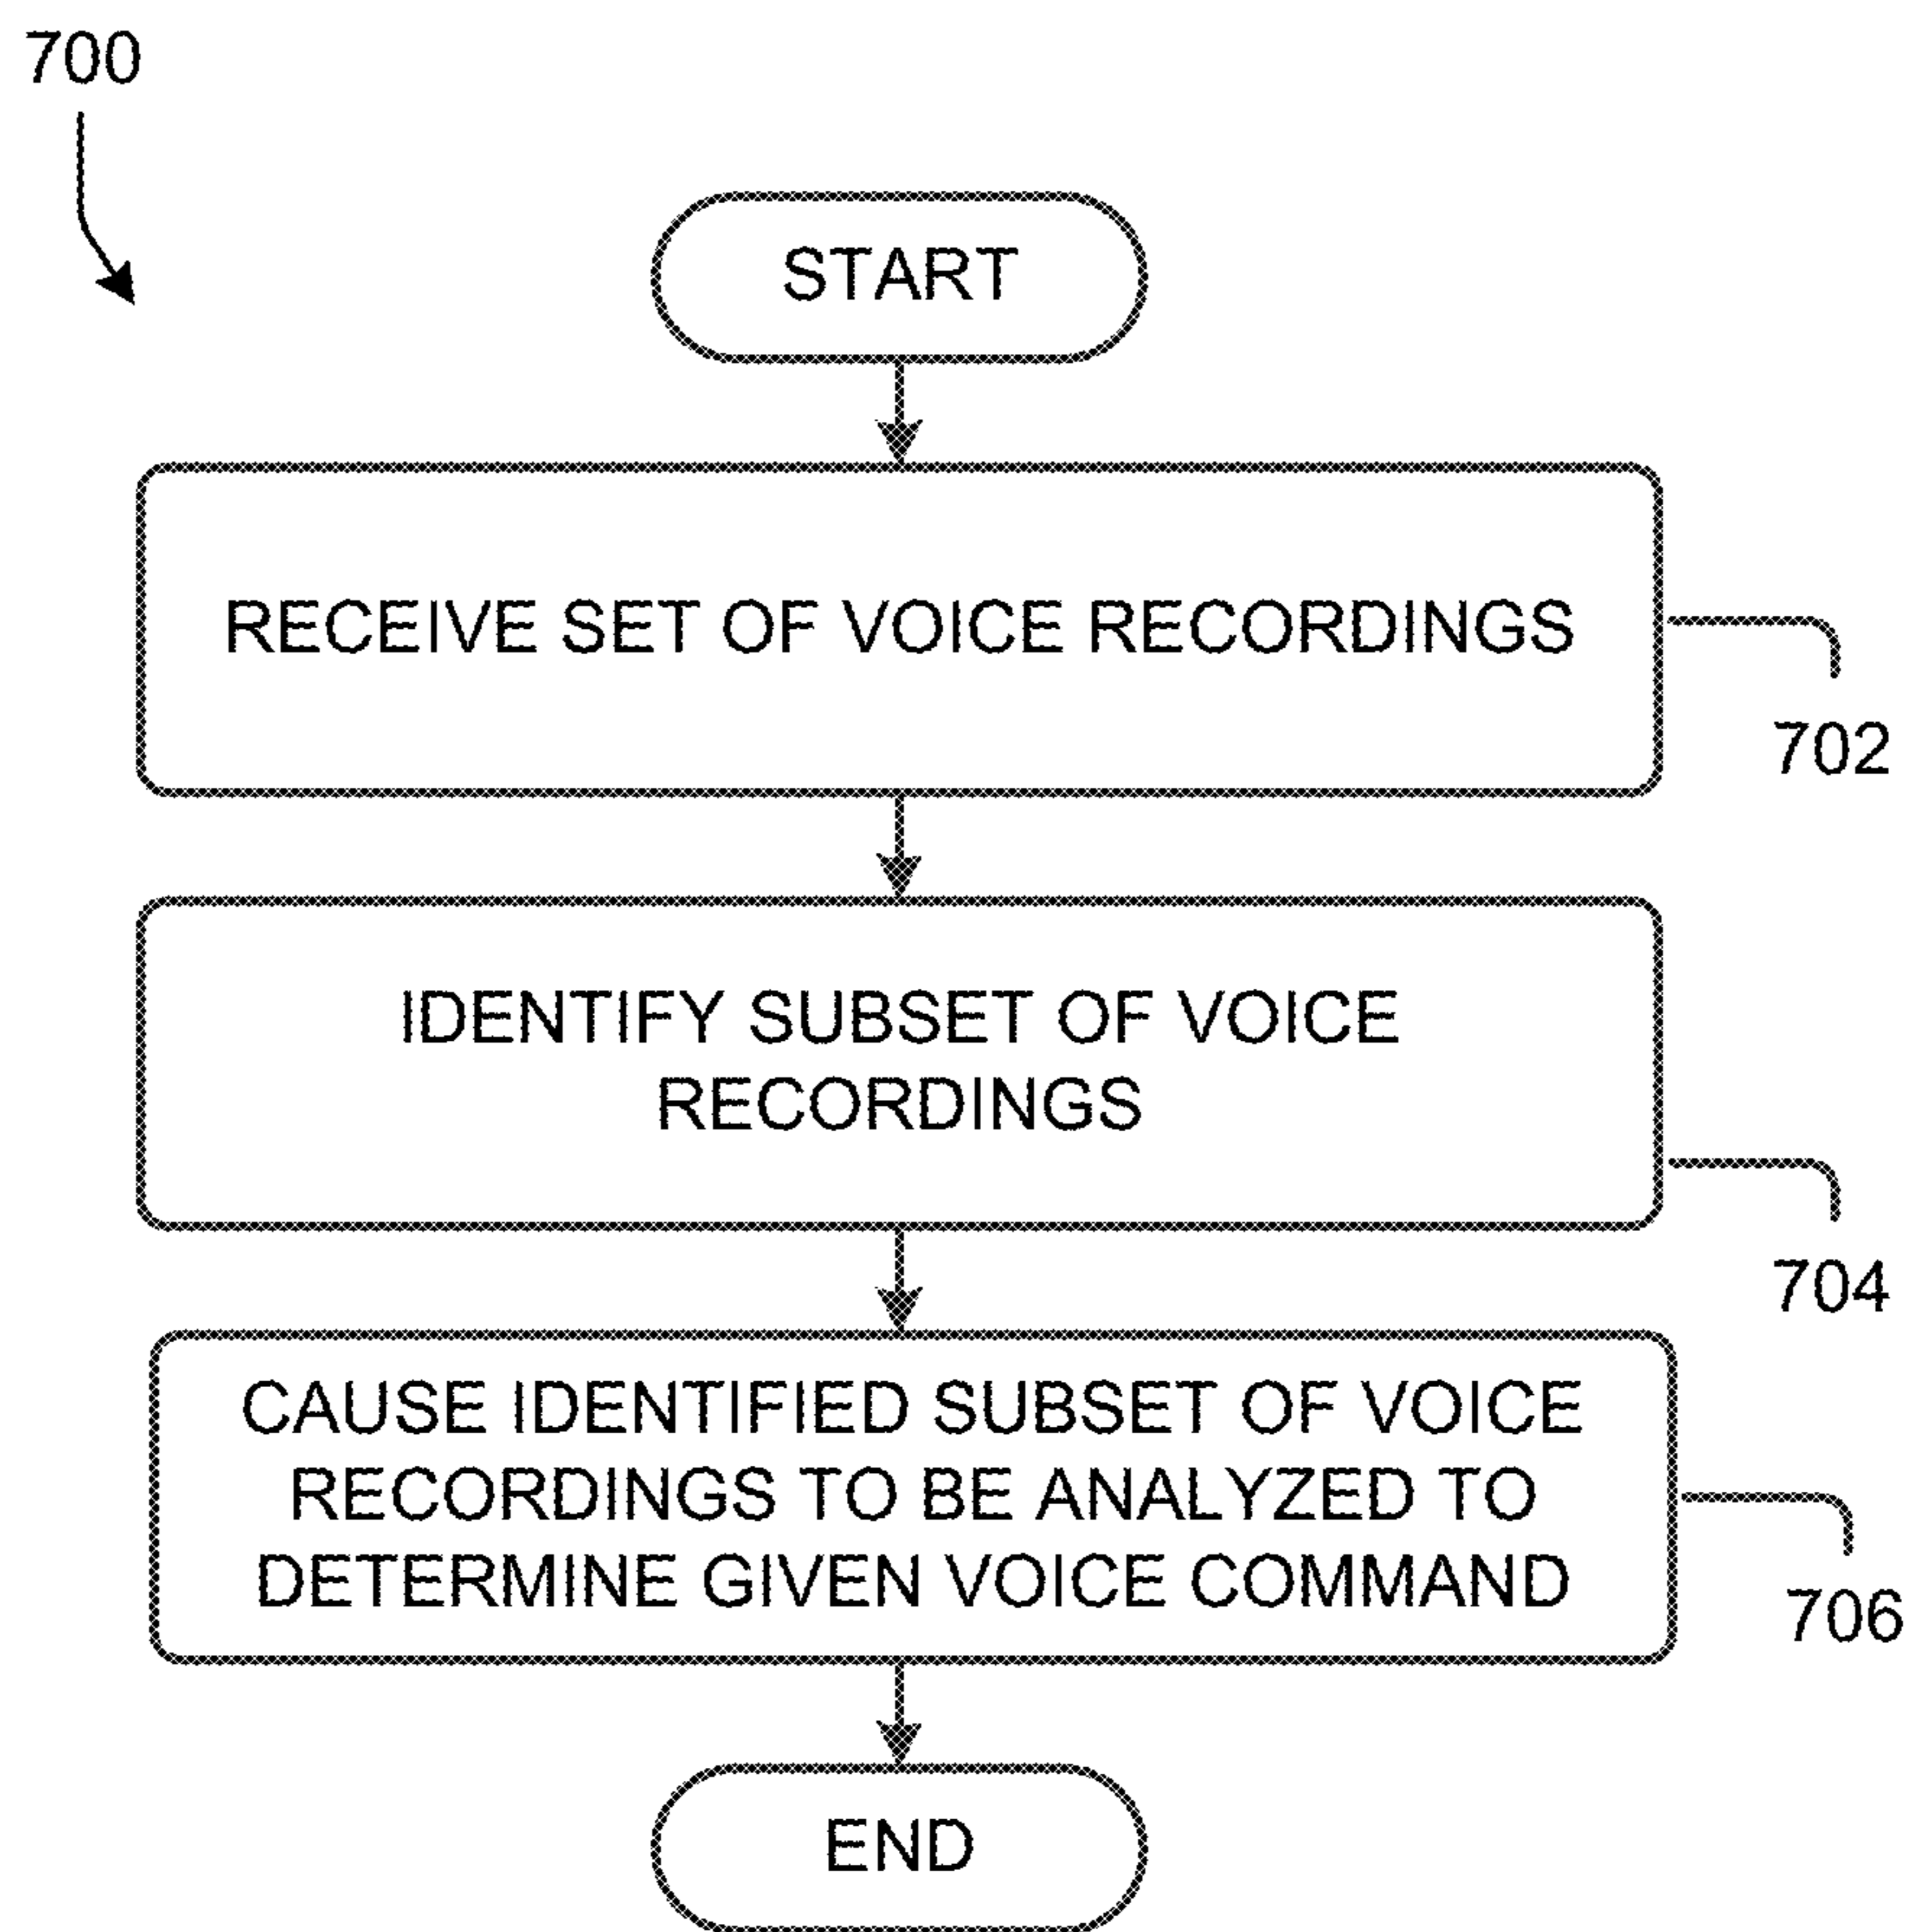 700
START
RECEIVE SET OF VOICE RECORDINGS
702
IDENTIFY SUBSET OF VOICE
RECORDINGS
704
CAUSE IDENTIFIED SUBSET OF VOICE
RECORDINGS TO BE ANALYZED TO
DETERMINE GIVEN VOICE COMMAND
706
END